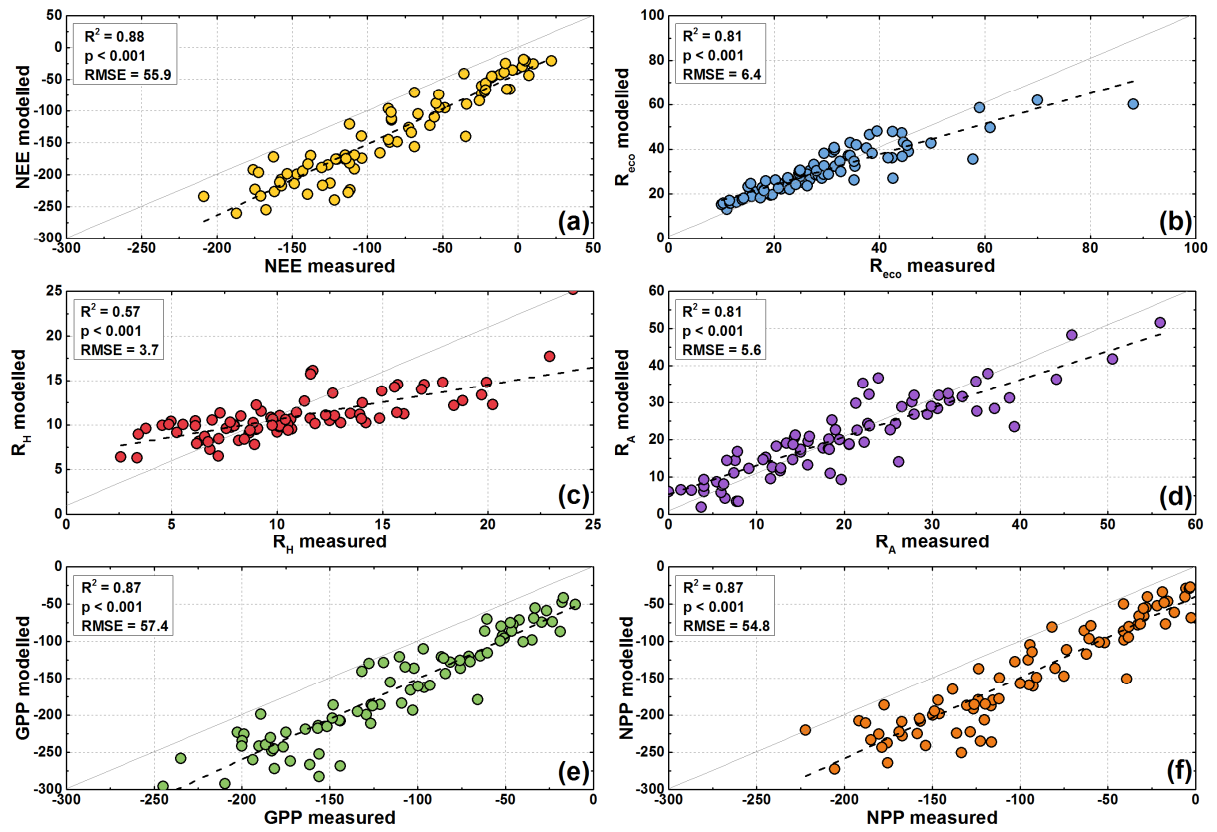 R² = 0.88
p < 0.001
RMSE = 55.9
50
0
-50
-100
-150
-200
-250
-300
-300 -250 -200 -150 -100 -50 0 50
NEE modelled
NEE measured
(a)
R² = 0.81
p < 0.001
RMSE = 6.4
100
80
60
40
20
0
0 20 40 60 80 100
R_eco modelled
R_eco measured
(b)
R² = 0.57
p < 0.001
RMSE = 3.7
25
20
15
10
5
0
0 5 10 15 20 25
R_H modelled
R_H measured
(c)
R² = 0.81
p < 0.001
RMSE = 5.6
60
50
40
30
20
10
0
0 10 20 30 40 50 60
R_A modelled
R_A measured
(d)
R² = 0.87
p < 0.001
RMSE = 57.4
0
-50
-100
-150
-200
-250
-300
-300 -250 -200 -150 -100 -50 0
GPP modelled
GPP measured
(e)
R² = 0.87
p < 0.001
RMSE = 54.8
0
-50
-100
-150
-200
-250
-300
-300 -250 -200 -150 -100 -50 0
NPP modelled
NPP measured
(f)